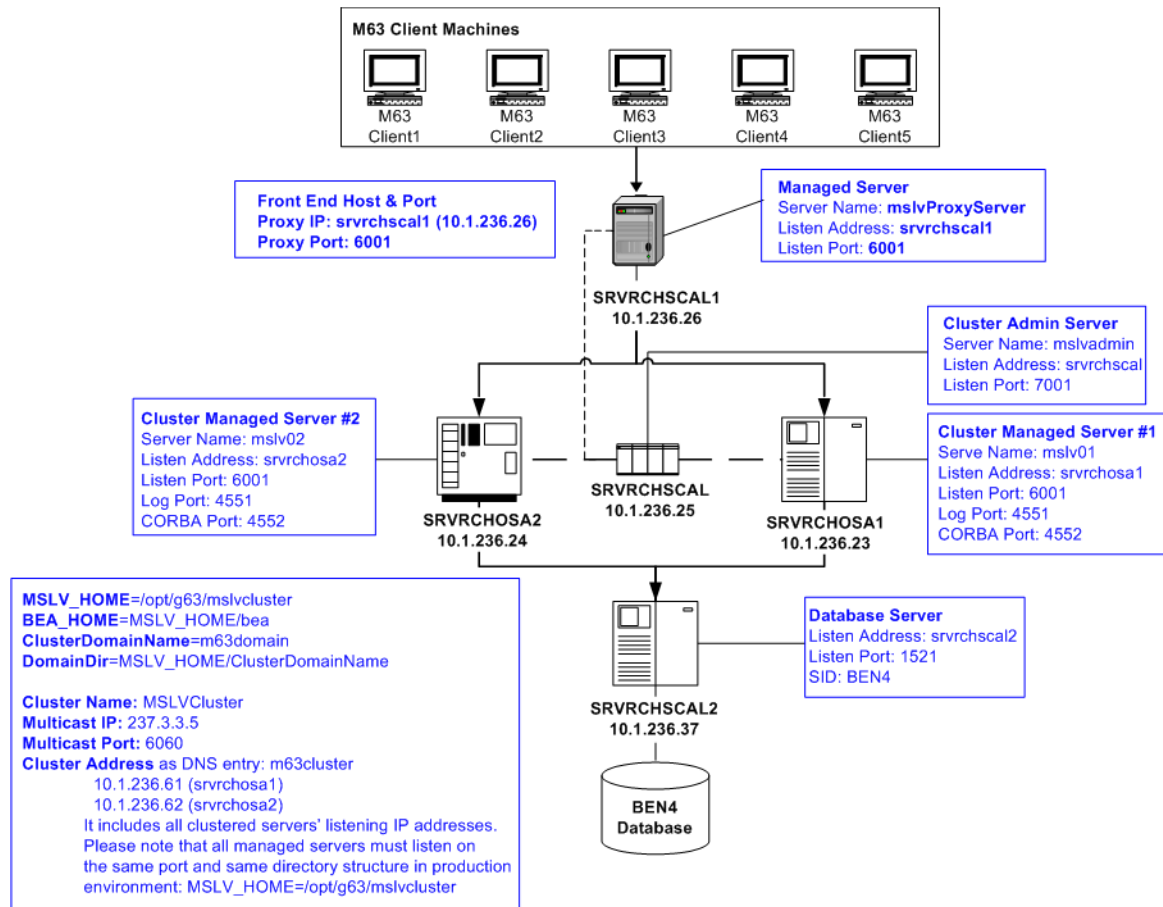 M63 Client Machines
M63 Client1
M63 Client2
M63 Client3
M63 Client4
M63 Client5
Front End Host & Port
Proxy IP: srvrchscal1 (10.1.236.26)
Proxy Port: 6001
Managed Server
Server Name: mslvProxyServer
Listen Address: srvrchscal1
Listen Port: 6001
SRVRCHSCAL1
10.1.236.26
Cluster Admin Server
Server Name: mslvadmin
Listen Address: srvrchscal
Listen Port: 7001
Cluster Managed Server #2
Server Name: mslv02
Listen Address: srvrchosa2
Listen Port: 6001
Log Port: 4551
CORBA Port: 4552
SRVRCHOSA2
10.1.236.24
SRVRCHSCAL
10.1.236.25
SRVRCHOSA1
10.1.236.23
Cluster Managed Server #1
Serve Name: mslv01
Listen Address: srvrchosa1
Listen Port: 6001
Log Port: 4551
CORBA Port: 4552
MSLV_HOME=/opt/g63/mslvcluster
BEA_HOME=MSLV_HOME/bea
ClusterDomainName=m63domain
DomainDir=MSLV_HOME/ClusterDomainName
Cluster Name: MSLVCluster
Multicast IP: 237.3.3.5
Multicast Port: 6060
Cluster Address as DNS entry: m63cluster
10.1.236.61 (srvrchosa1)
10.1.236.62 (srvrchosa2)
It includes all clustered servers' listening IP addresses.
Please note that all managed servers must listen on
the same port and same directory structure in production
environment: MSLV_HOME=/opt/g63/mslvcluster
Database Server
Listen Address: srvrchscal2
Listen Port: 1521
SID: BEN4
SRVRCHSCAL2
10.1.236.37
BEN4
Database